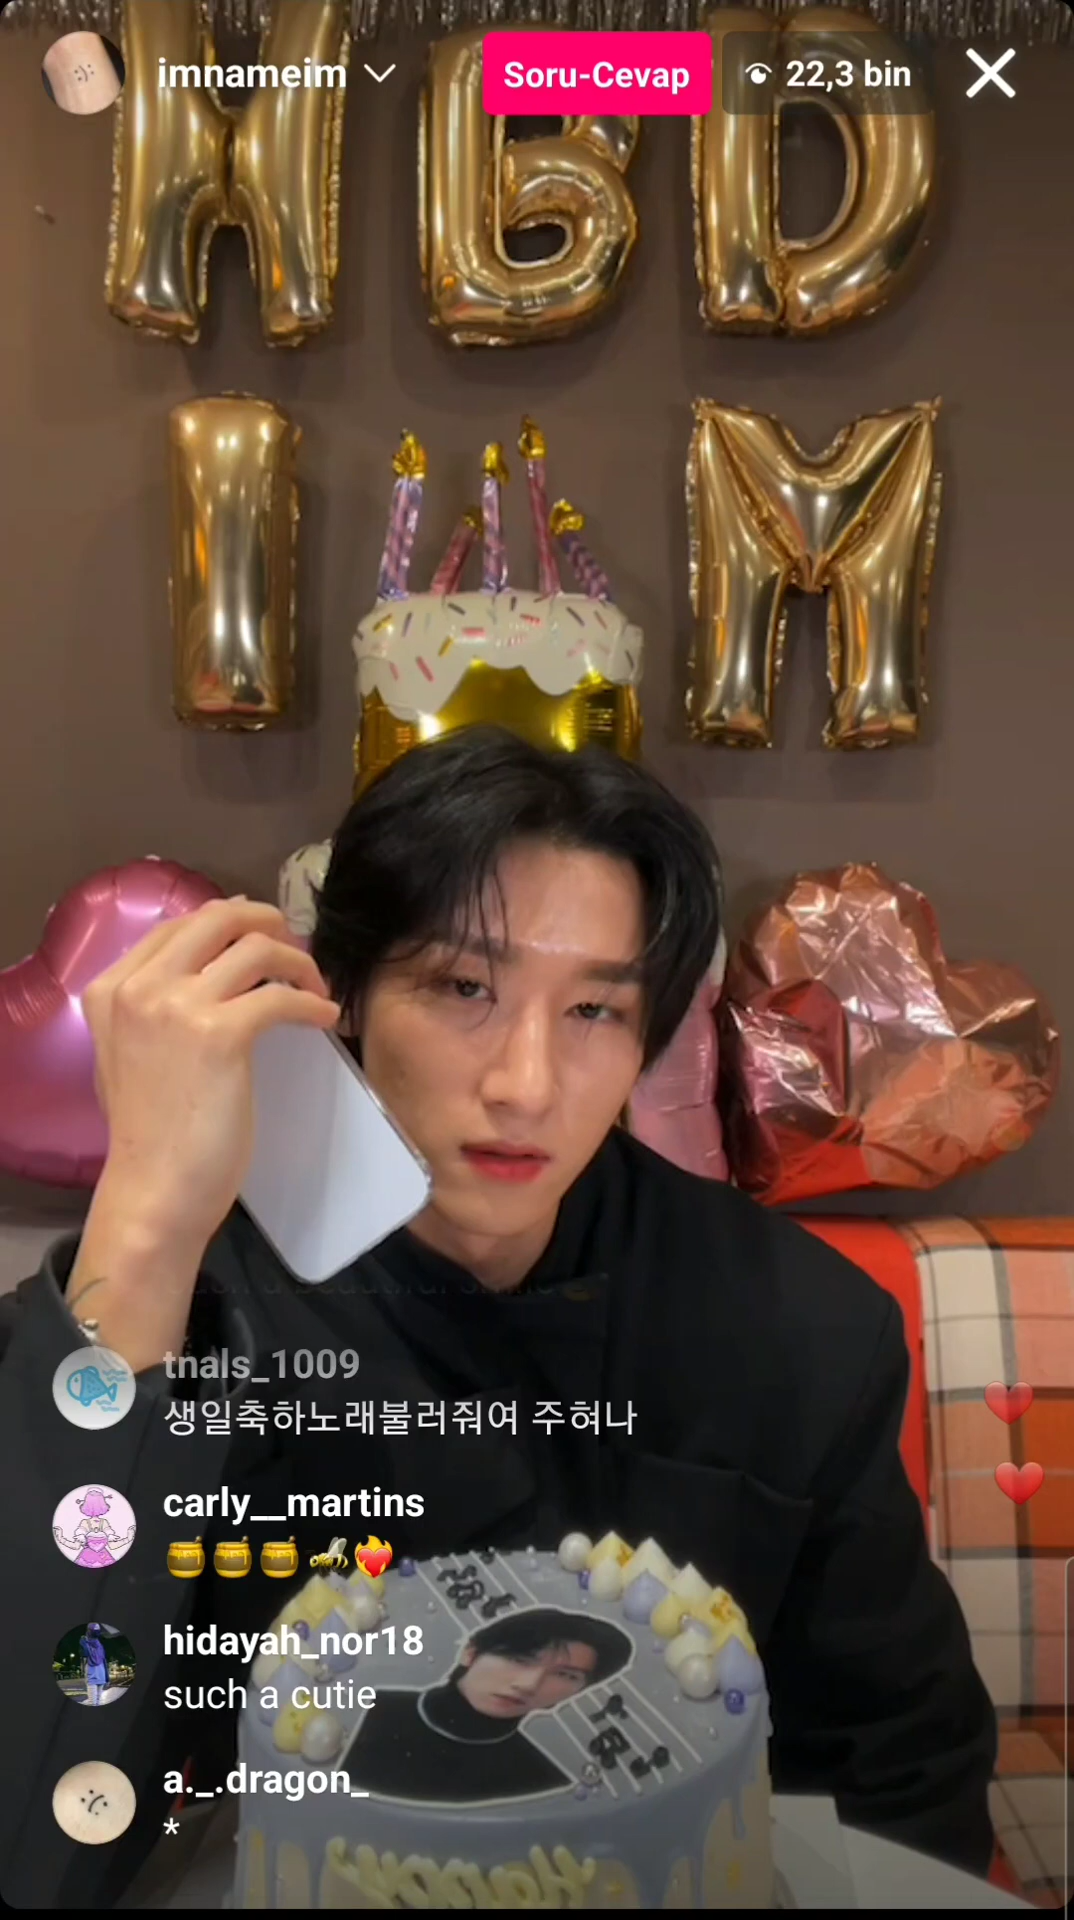 HBD
imnameim
Soru-Cevap
22,3 bin
I M
tnals_1009
생일축하노래불러줘여 주혀나
carly__martins
hidayah_nor18
such a cutie
a._.dragon_
*
Happy